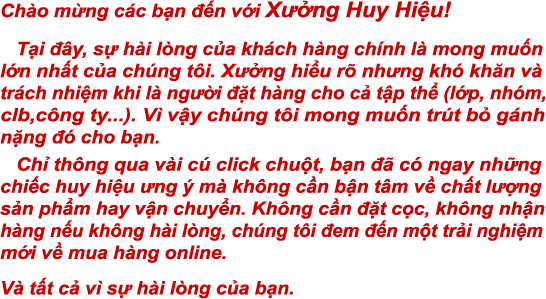 Chào mừng các bạn đến với Xưởng Huy Hiệu!
Tại đây, sự hài lòng của khách hàng chính là mong muốn
lớn nhất của chúng tôi. Xưởng hiểu rõ nhưng khó khăn và
trách nhiệm khi là người đặt hàng cho cả tập thể (lớp, nhóm,
clb,công ty...). Vì vậy chúng tôi mong muốn trút bỏ gánh
nặng đó cho bạn.
Chỉ thông qua vài cú click chuột, bạn đã có ngay những
chiếc huy hiệu ưng ý mà không cần bận tâm về chất lượng
sản phẩm hay vận chuyển. Không cần đặt cọc, không nhận
hàng nếu không hài lòng, chúng tôi đem đến một trải nghiệm
mới về mua hàng online.
Và tất cả vì sự hài lòng của bạn.